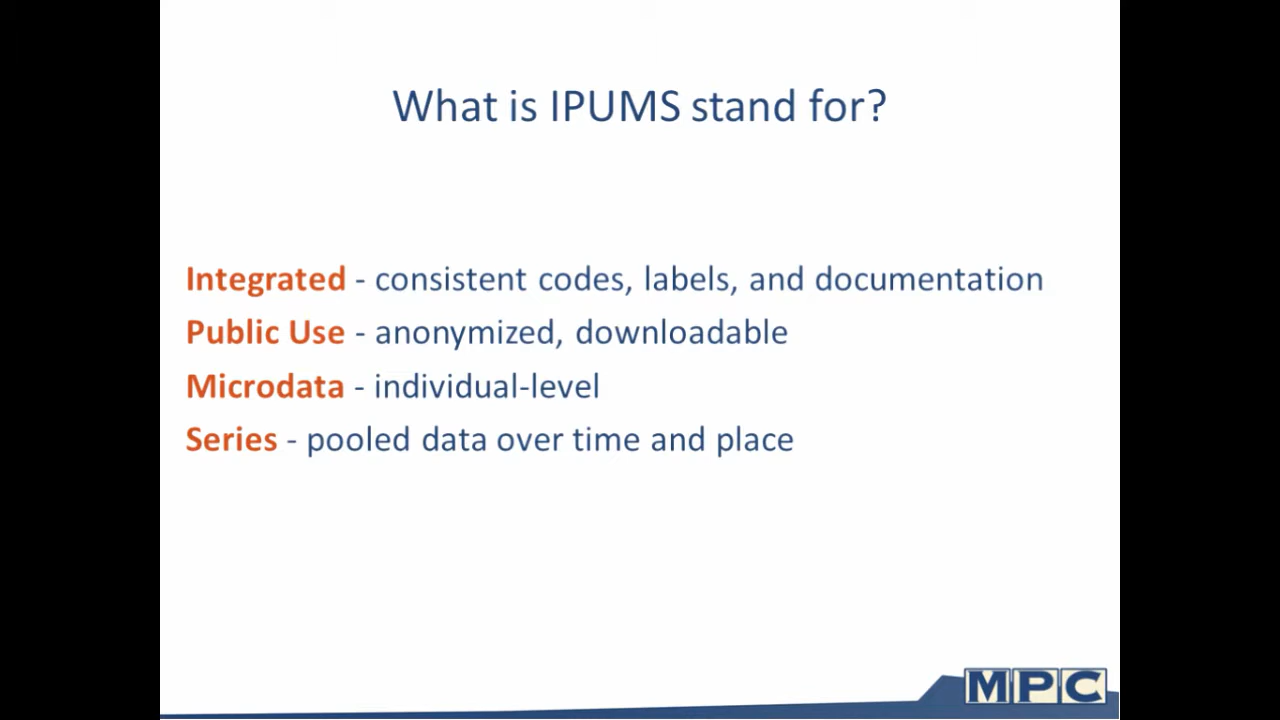 What is IPUMS stand for?
Integrated - consistent codes, labels, and documentation
Public Use - anonymized, downloadable
Microdata - individual-level
Series - pooled data over time and place
MPC